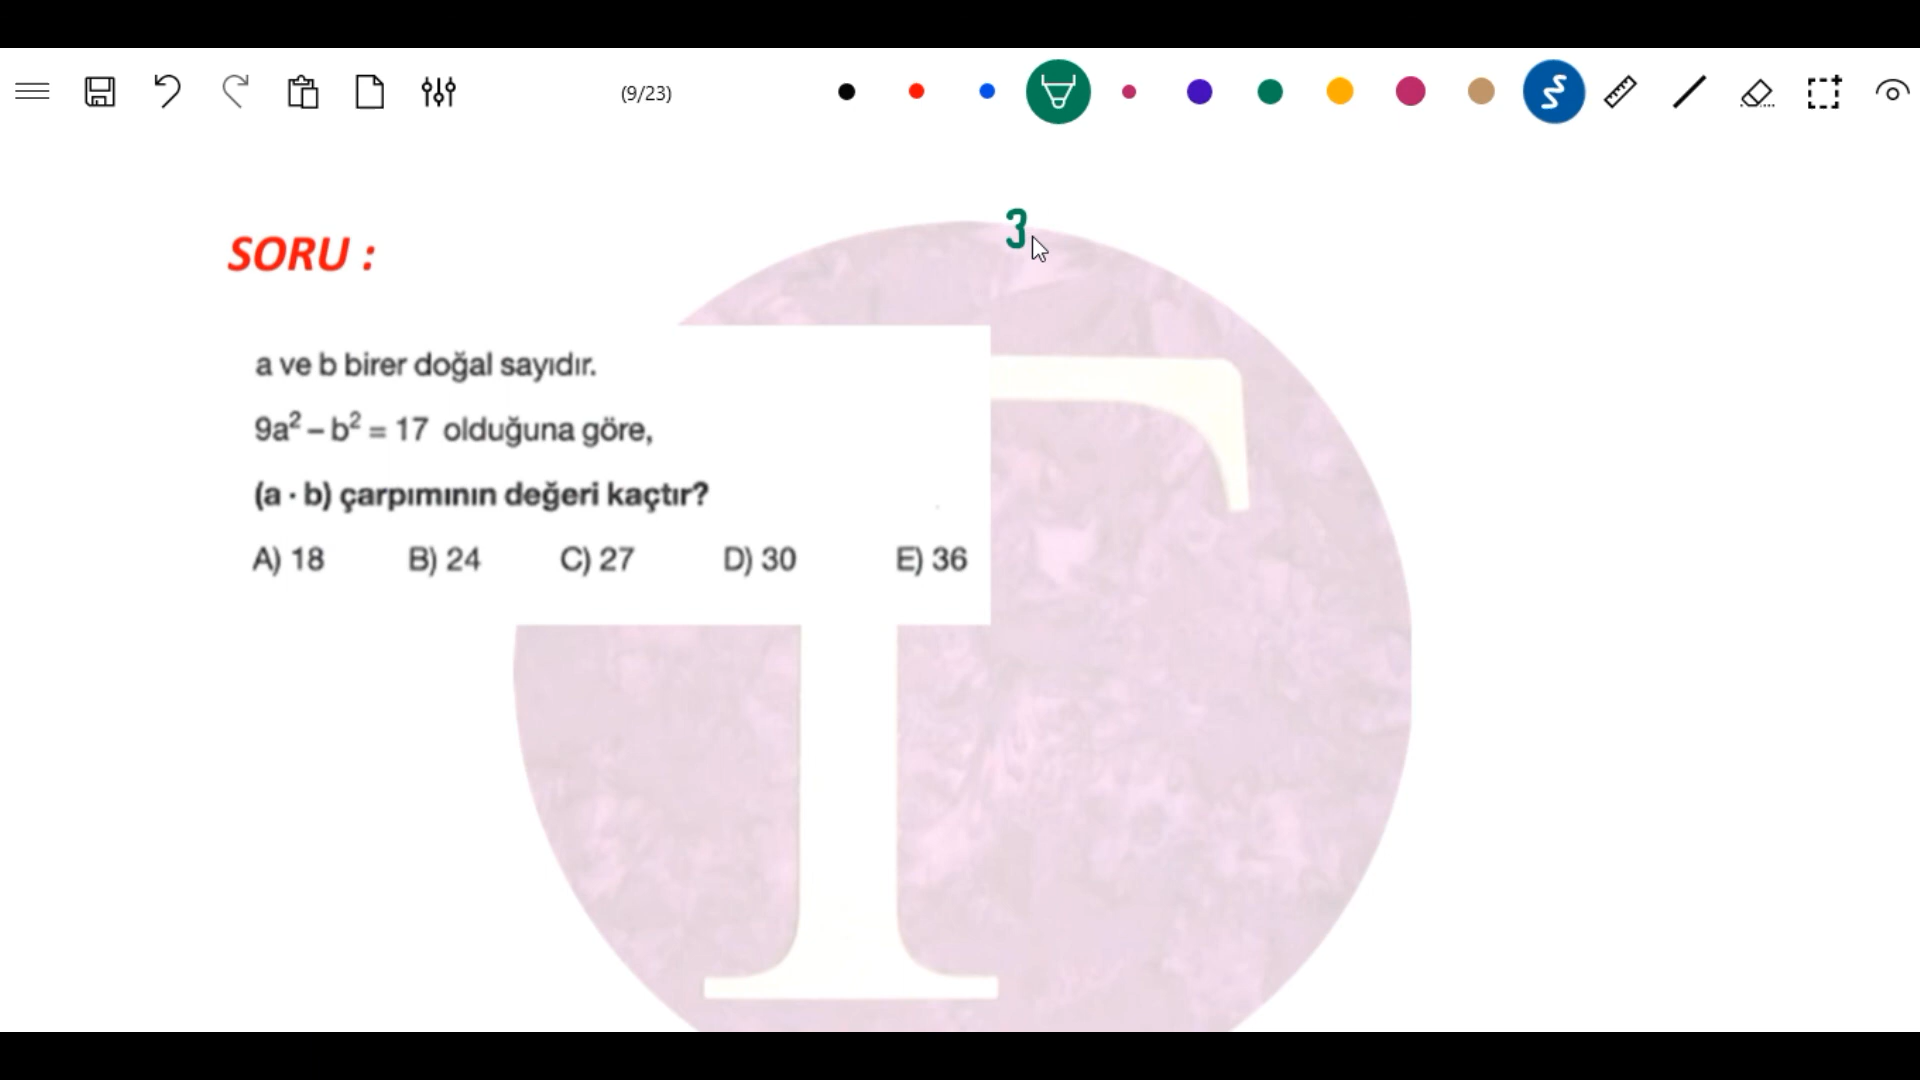 (9/23)
3
SORU :
a ve b birer doğal sayıdır.
9a² – b² = 17 olduğuna göre,
(a · b) çarpımının değeri kaçtır?
A) 18 B) 24 C) 27 D) 30 E) 36